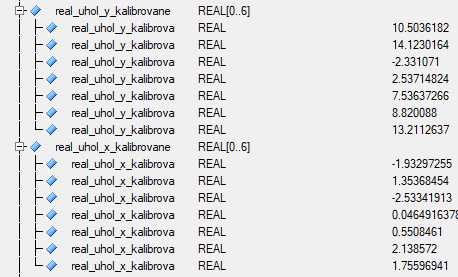 real_uhol_y_kalibrovane REAL[0..6]
real_uhol_y_kalibrova REAL 10.5036182
real_uhol_y_kalibrova REAL 14.1230164
real_uhol_y_kalibrova REAL -2.331071
real_uhol_y_kalibrova REAL 2.53714824
real_uhol_y_kalibrova REAL 7.53637266
real_uhol_y_kalibrova REAL 8.820088
real_uhol_y_kalibrova REAL 13.2112637
real_uhol_x_kalibrovane REAL[0..6]
real_uhol_x_kalibrova REAL -1.93297255
real_uhol_x_kalibrova REAL 1.35368454
real_uhol_x_kalibrova REAL -2.53341913
real_uhol_x_kalibrova REAL 0.0464916378
real_uhol_x_kalibrova REAL 0.5508461
real_uhol_x_kalibrova REAL 2.138572
real_uhol_x_kalibrova REAL 1.75596941